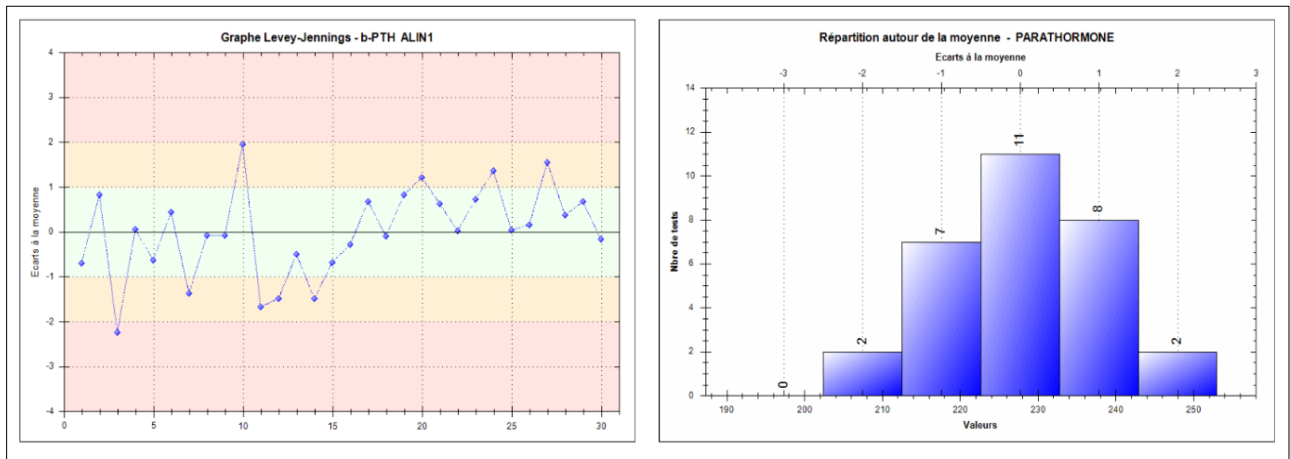 Graphe Levey-Jennings - b-PTH ALIN1
Ecarts à la moyenne
4
3
2
1
0
-1
-2
-3
-4
0 5 10 15 20 25 30
Répartition autour de la moyenne - PARATHORMONE
Ecarts à la moyenne
-3 -2 -1 0 1 2 3
Nbre de tests
14
12
10
8
6
4
2
0
0 2 7 11 8 2
190 200 210 220 230 240 250
Valeurs